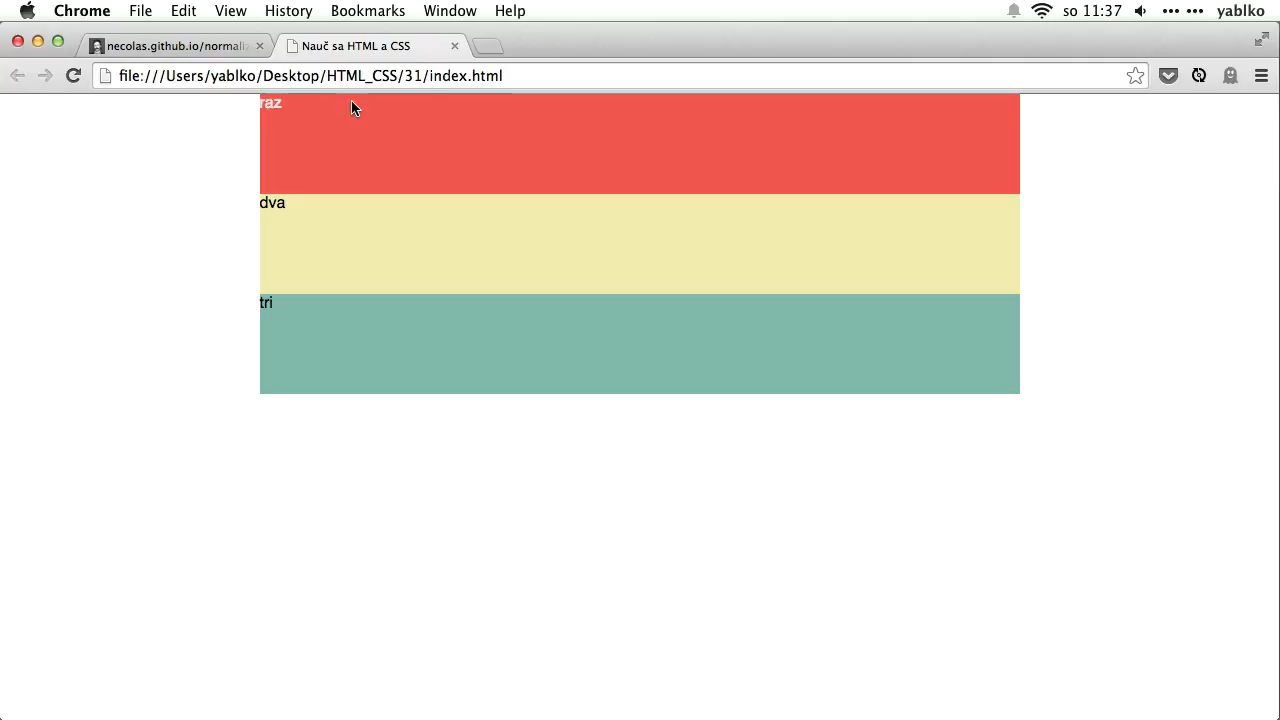 Chrome File Edit View History Bookmarks Window Help so 11:37 yablko
necolas.github.io/normaliz Nauč sa HTML a CSS
file:///Users/yablko/Desktop/HTML_CSS/31/index.html
raz
dva
tri